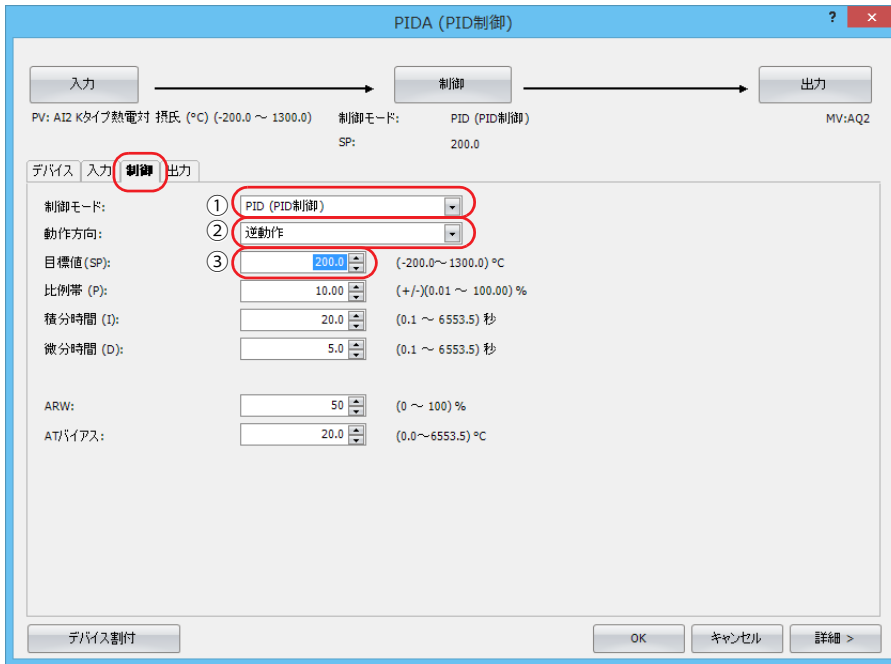 PIDA (PID制御)
? ×
入力 制御 出力
PV: AI2 Kタイプ熱電対 摂氏 (°C) (-200.0 ～ 1300.0) 制御モード: PID (PID制御) MV:AQ2
SP: 200.0
デバイス 入力 制御 出力
制御モード: ① PID (PID制御)
動作方向: ② 逆動作
目標値(SP): ③ 200.0 (-200.0～1300.0) °C
比例帯 (P): 10.00 (+/-)(0.01 ～ 100.00) %
積分時間 (I): 20.0 (0.1 ～ 6553.5) 秒
微分時間 (D): 5.0 (0.1 ～ 6553.5) 秒
ARW: 50 (0 ～ 100) %
ATバイアス: 20.0 (0.0～6553.5) °C
デバイス割付 OK キャンセル 詳細 >